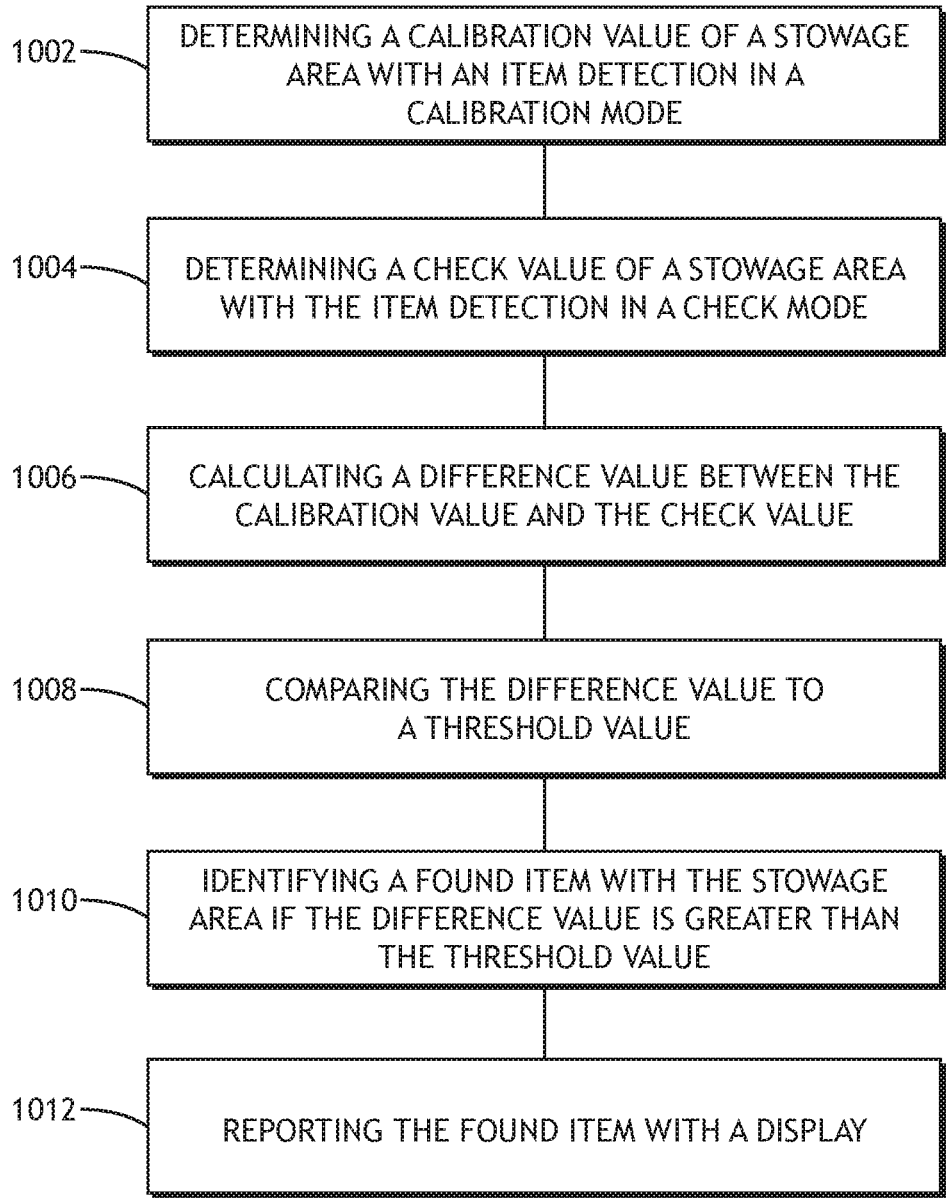 1002
DETERMINING A CALIBRATION VALUE OF A STOWAGE
AREA WITH AN ITEM DETECTION IN A
CALIBRATION MODE
1004
DETERMINING A CHECK VALUE OF A STOWAGE AREA
WITH THE ITEM DETECTION IN A CHECK MODE
1006
CALCULATING A DIFFERENCE VALUE BETWEEN THE
CALIBRATION VALUE AND THE CHECK VALUE
1008
COMPARING THE DIFFERENCE VALUE TO
A THRESHOLD VALUE
1010
IDENTIFYING A FOUND ITEM WITH THE STOWAGE
AREA IF THE DIFFERENCE VALUE IS GREATER THAN
THE THRESHOLD VALUE
1012
REPORTING THE FOUND ITEM WITH A DISPLAY